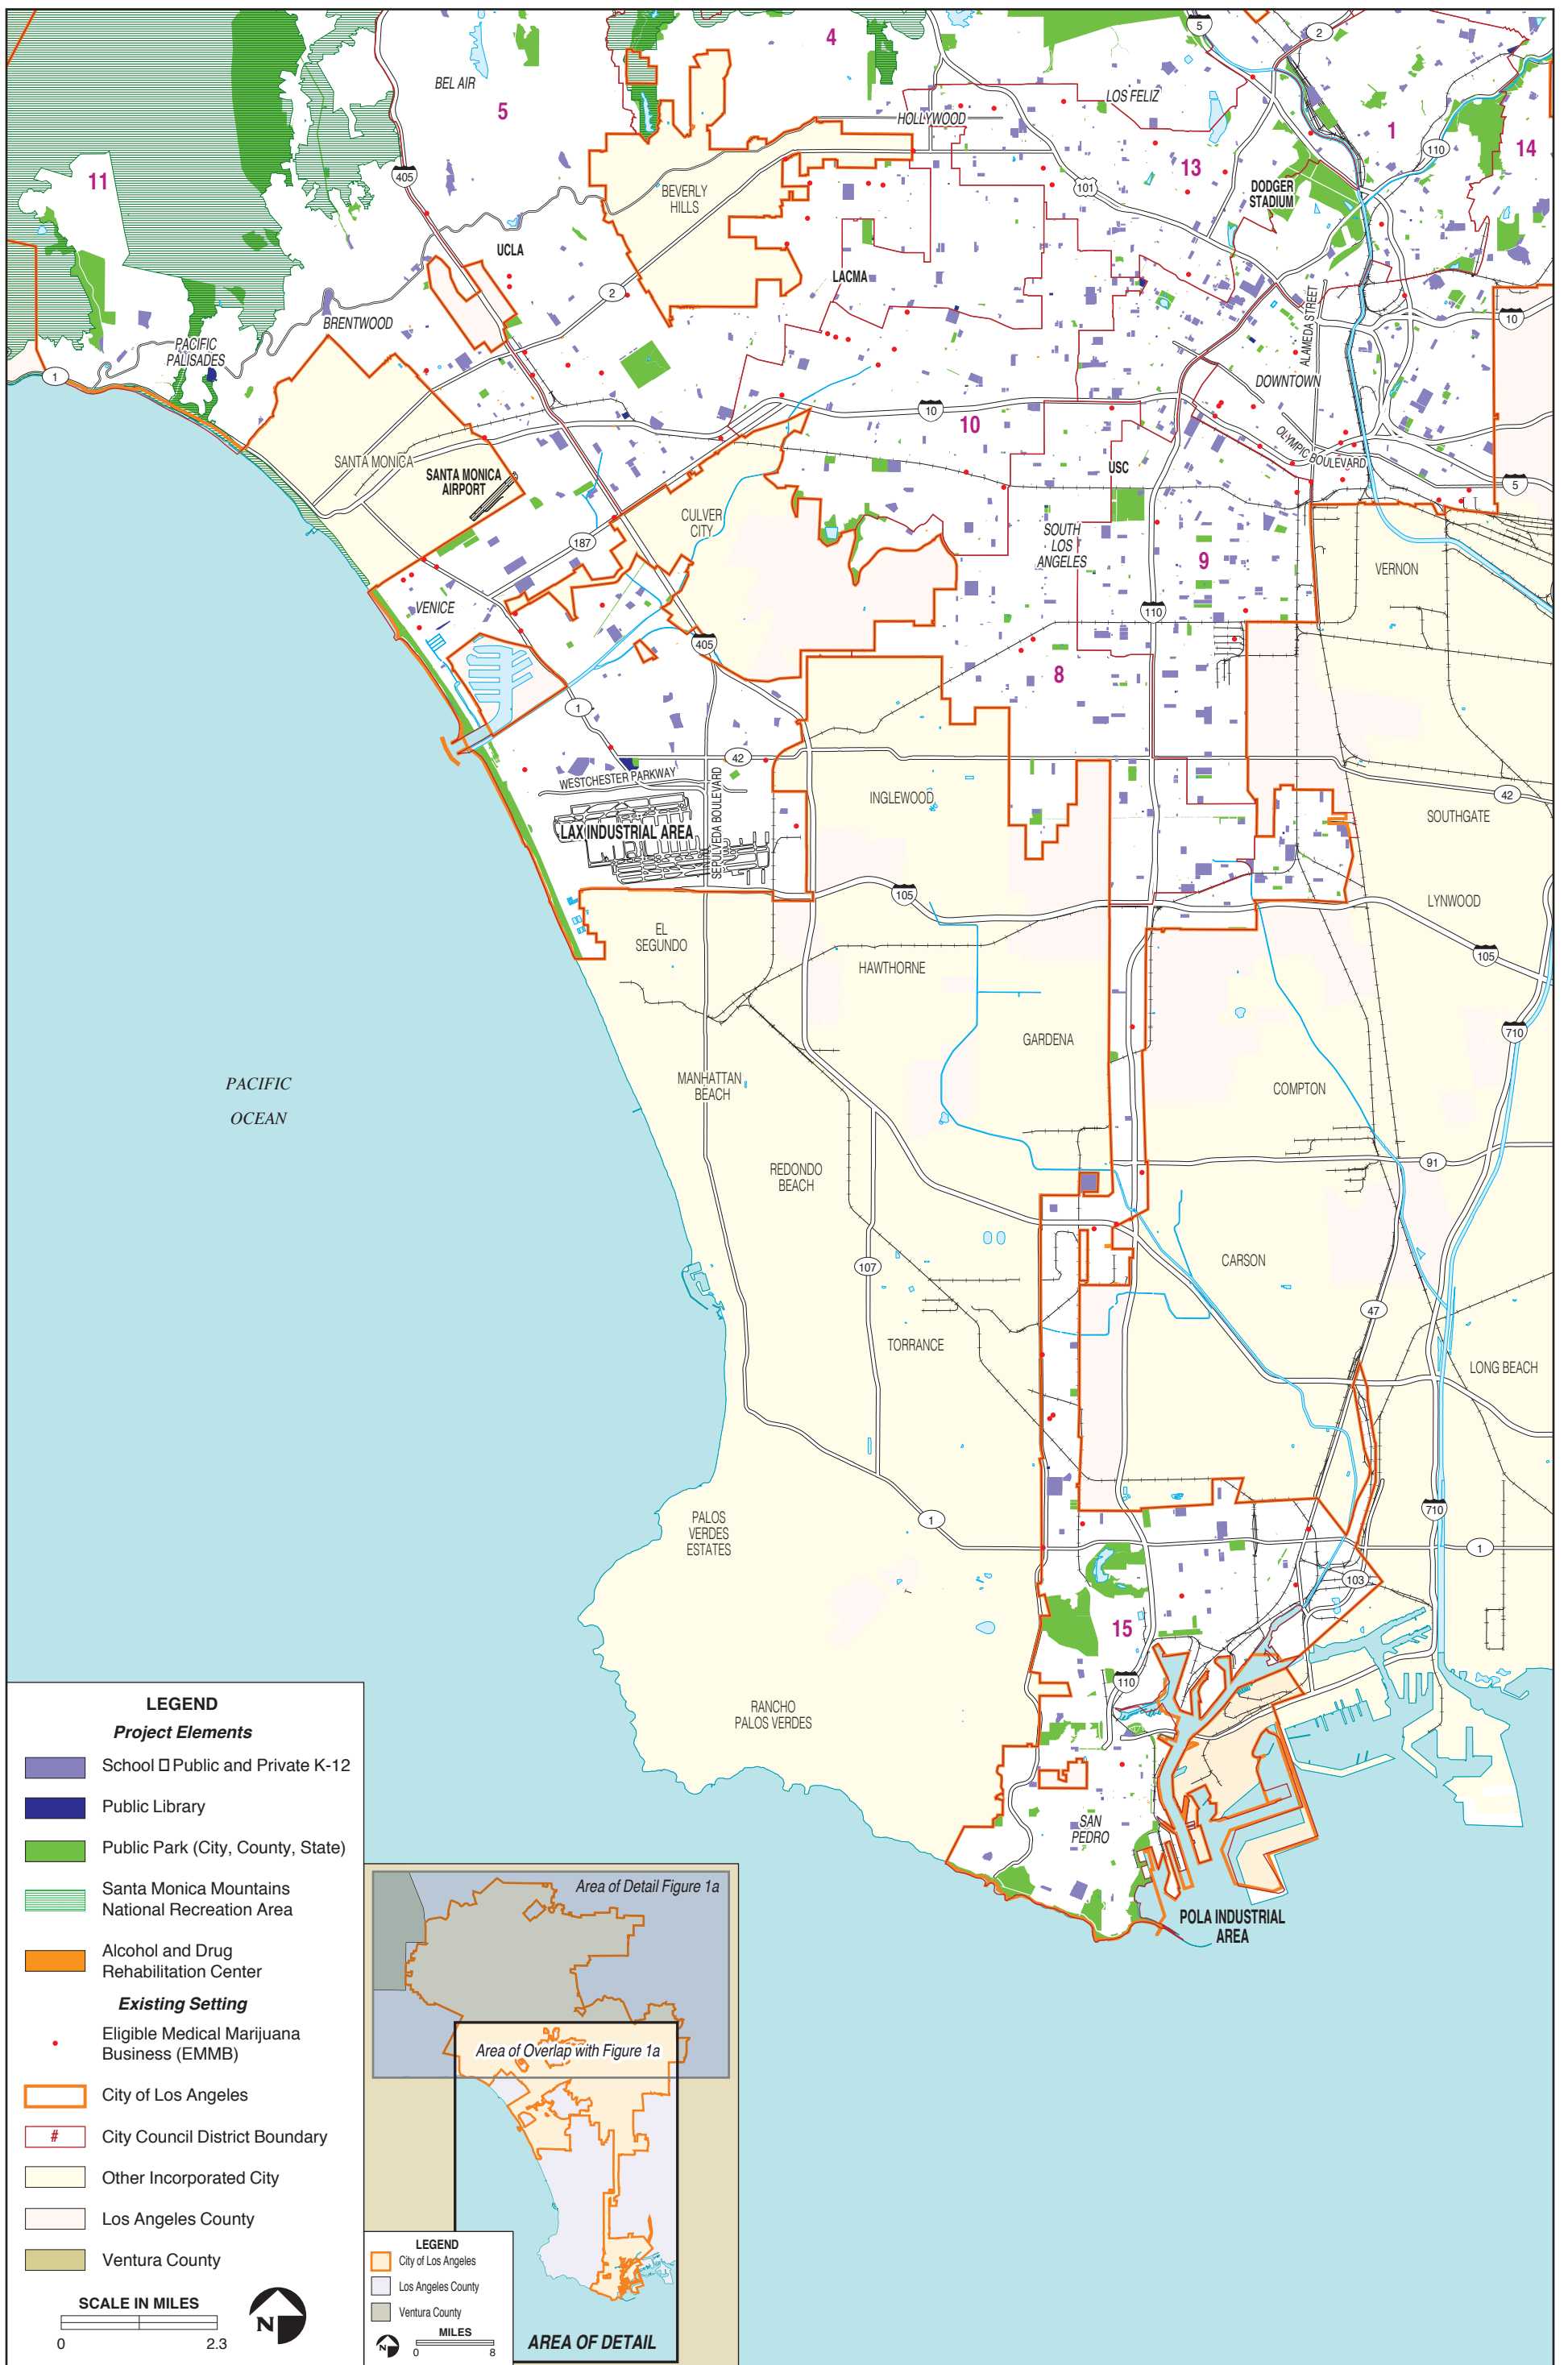 5
2
4
BEL AIR
5
LOS FELIZ
HOLLYWOOD
1
110
14
13
11
405
101
DODGER
STADIUM
BEVERLY
HILLS
UCLA
LACMA
2
ALAMEDA STREET
10
BRENTWOOD
PACIFIC
PALISADES
1
DOWNTOWN
10
10
OLYMPIC BOULEVARD
SANTA MONICA
SANTA MONICA
AIRPORT
USC
5
CULVER
CITY
187
SOUTH
LOS
ANGELES
9
VERNON
VENICE
110
405
8
1
42
WESTCHESTER PARKWAY
SEPULVEDA BOULEVARD
INGLEWOOD
42
SOUTHGATE
LAX INDUSTRIAL AREA
105
LYNWOOD
EL
SEGUNDO
HAWTHORNE
105
710
GARDENA
PACIFIC
OCEAN
MANHATTAN
BEACH
COMPTON
91
REDONDO
BEACH
CARSON
107
47
TORRANCE
LONG BEACH
710
PALOS
VERDES
ESTATES
1
1
103
15
110
RANCHO
PALOS VERDES
SAN
PEDRO
POLA INDUSTRIAL
AREA
LEGEND
Project Elements
School □ Public and Private K-12
Public Library
Public Park (City, County, State)
Santa Monica Mountains
National Recreation Area
Alcohol and Drug
Rehabilitation Center
Existing Setting
Eligible Medical Marijuana
Business (EMMB)
City of Los Angeles
# City Council District Boundary
Other Incorporated City
Los Angeles County
Ventura County
SCALE IN MILES
0 2.3
N
Area of Detail Figure 1a
Area of Overlap with Figure 1a
LEGEND
City of Los Angeles
Los Angeles County
Ventura County
N
MILES
0 8
AREA OF DETAIL